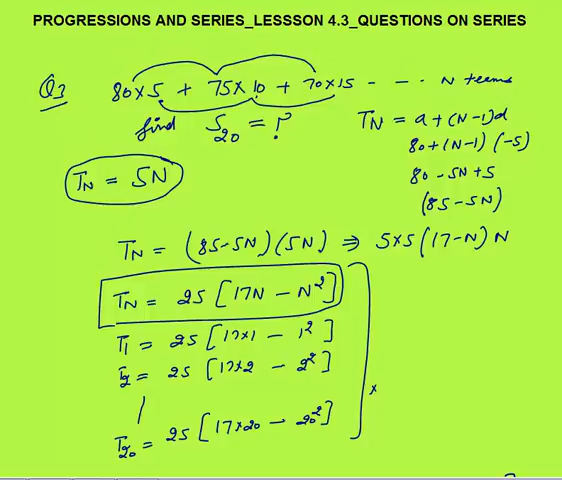 PROGRESSIONS AND SERIES_LESSSON 4.3_QUESTIONS ON SERIES
Q3 80×5 + 75×10 + 70×15 - - - N terms
find S20 = ?
TN = a+(N-1)d
80+(N-1)(-5)
80-5N+5
(85-5N)
TN = 5N
TN = (85-5N)(5N) ⇒ 5×5(17-N)N
TN = 25[17N - N²]
T1 = 25[17×1 - 1²]
T2 = 25[17×2 - 2²]
T20 = 25[17×20 - 20²]